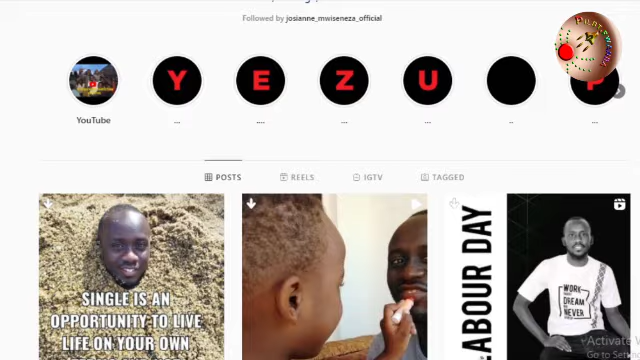 Followed by josianne_mwiseneza_official
Y E Z U P
YouTube ... .... ... ... .. ...
POSTS REELS IGTV TAGGED
SINGLE IS AN
OPPORTUNITY TO LIVE
LIFE ON YOUR OWN
LABOUR DAY
WORK
DREAM
NEVER
Activate
Go to Setti